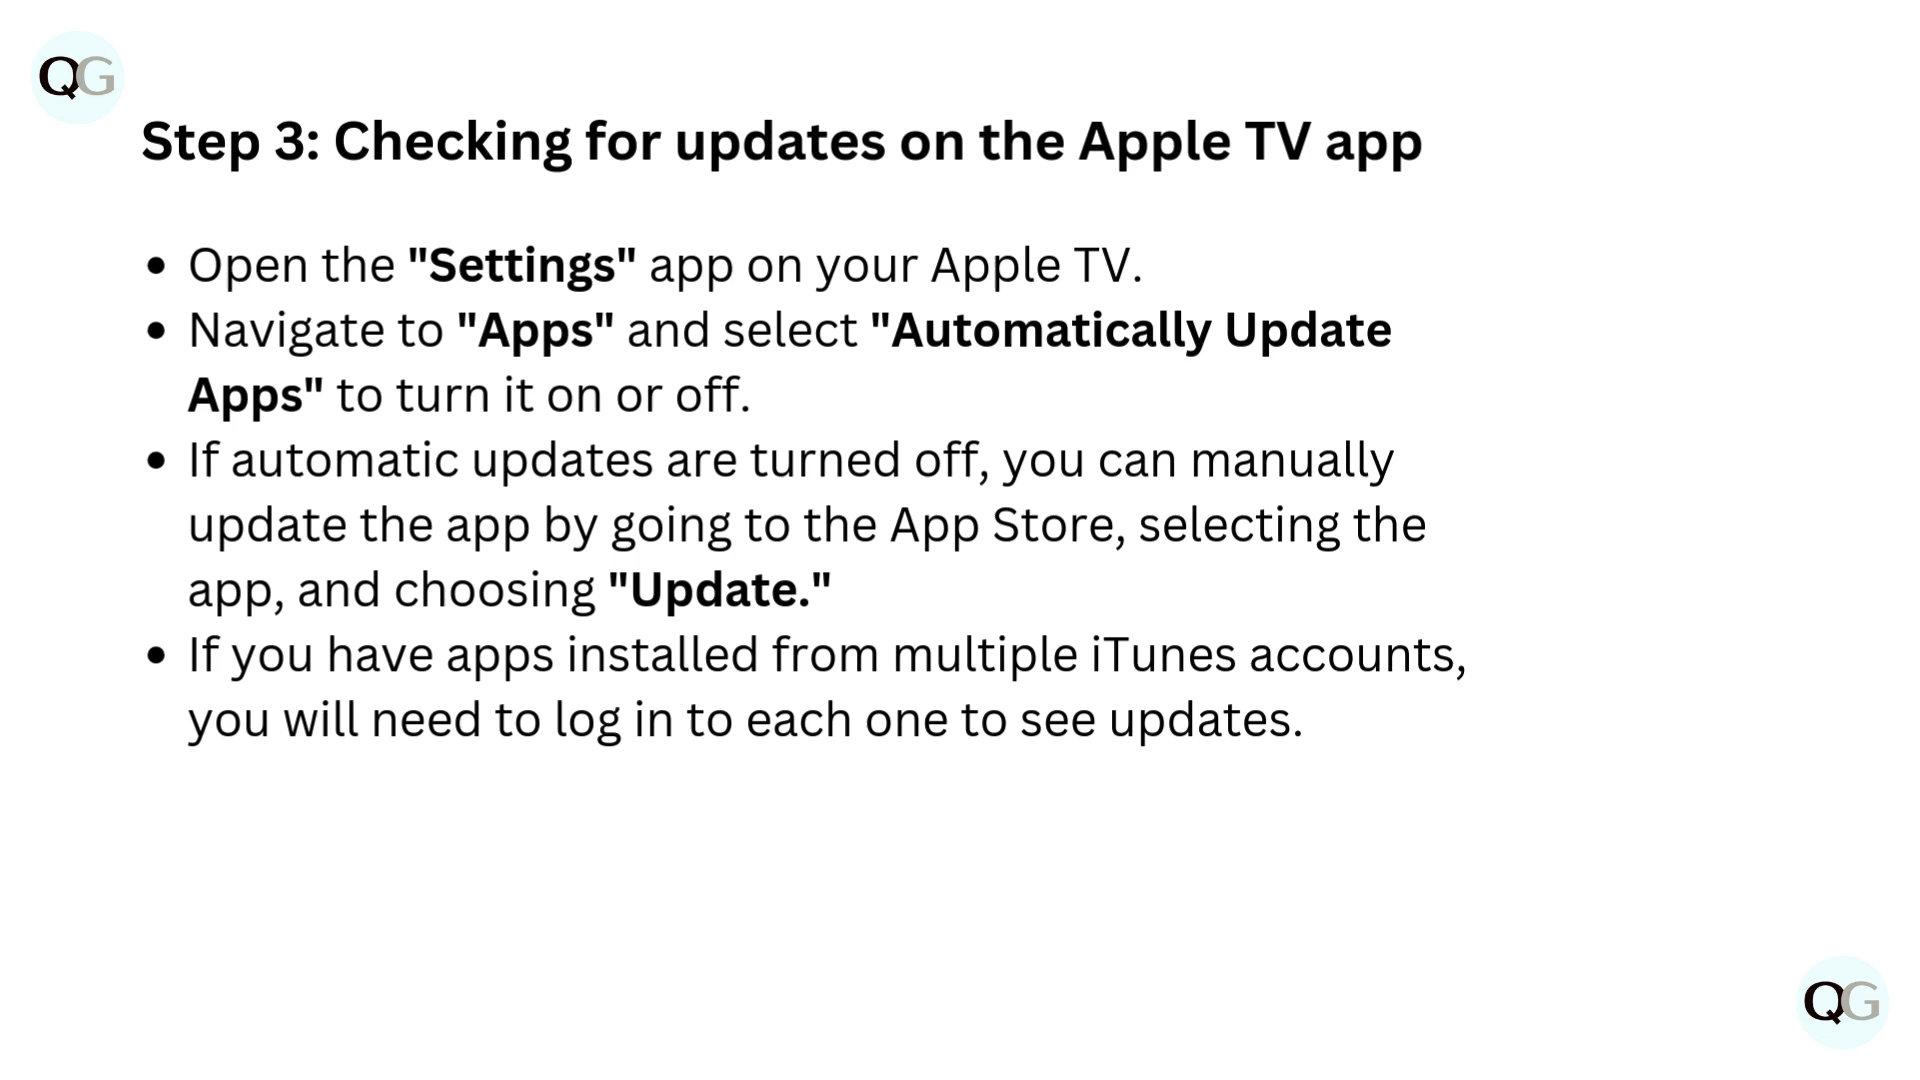 QG
Step 3: Checking for updates on the Apple TV app
• Open the "Settings" app on your Apple TV.
• Navigate to "Apps" and select "Automatically Update
Apps" to turn it on or off.
• If automatic updates are turned off, you can manually
update the app by going to the App Store, selecting the
app, and choosing "Update."
• If you have apps installed from multiple iTunes accounts,
you will need to log in to each one to see updates.
QG